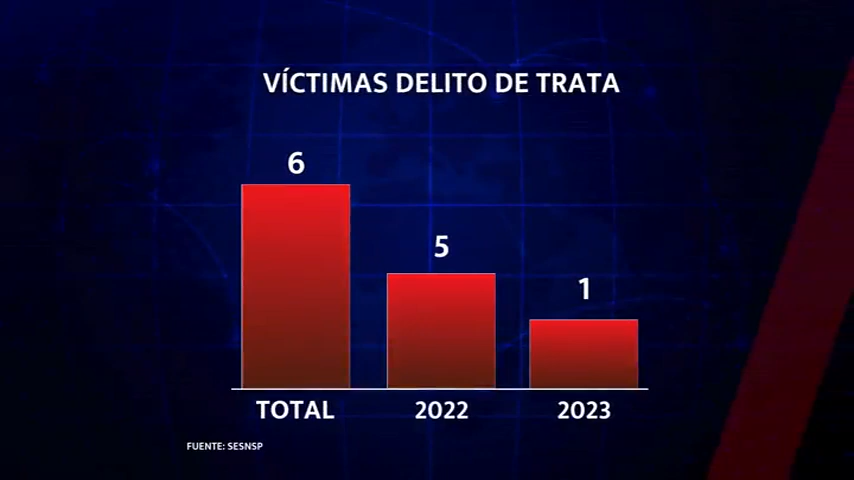 VÍCTIMAS DELITO DE TRATA
6
5
1
TOTAL
2022
2023
FUENTE: SESNSP